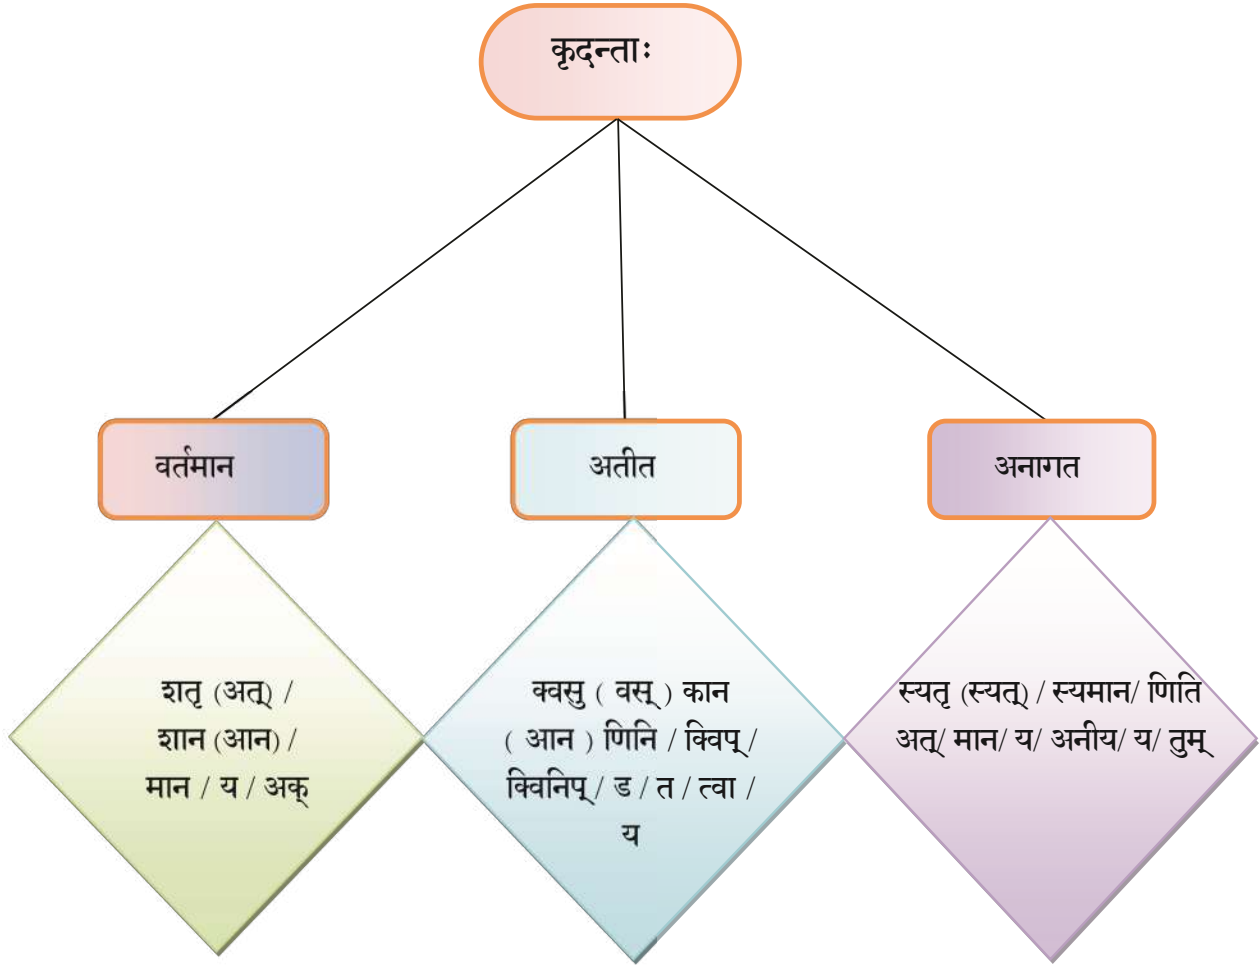 कृदन्ताः
वर्तमान
अतीत
अनागत
शतृ (अत्) /
शान (आन) /
मान / य / अक्
क्वसु ( वस् ) कान
( आन ) णिनि / क्विप् /
क्विनिप् / ड / त / त्वा /
य
स्यतृ (स्यत्) / स्यमान/ णिति
अत्/ मान/ य/ अनीय/ य/ तुम्